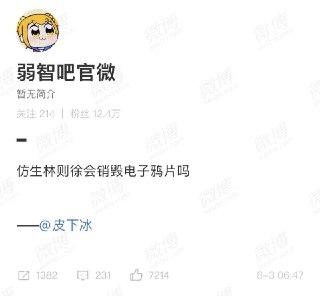 弱智吧官微
暂无简介
关注 214 | 粉丝 12.4万
仿生林则徐会销毁电子鸦片吗
——@皮下冰
1382 231 7214 8-3 06:47
微博